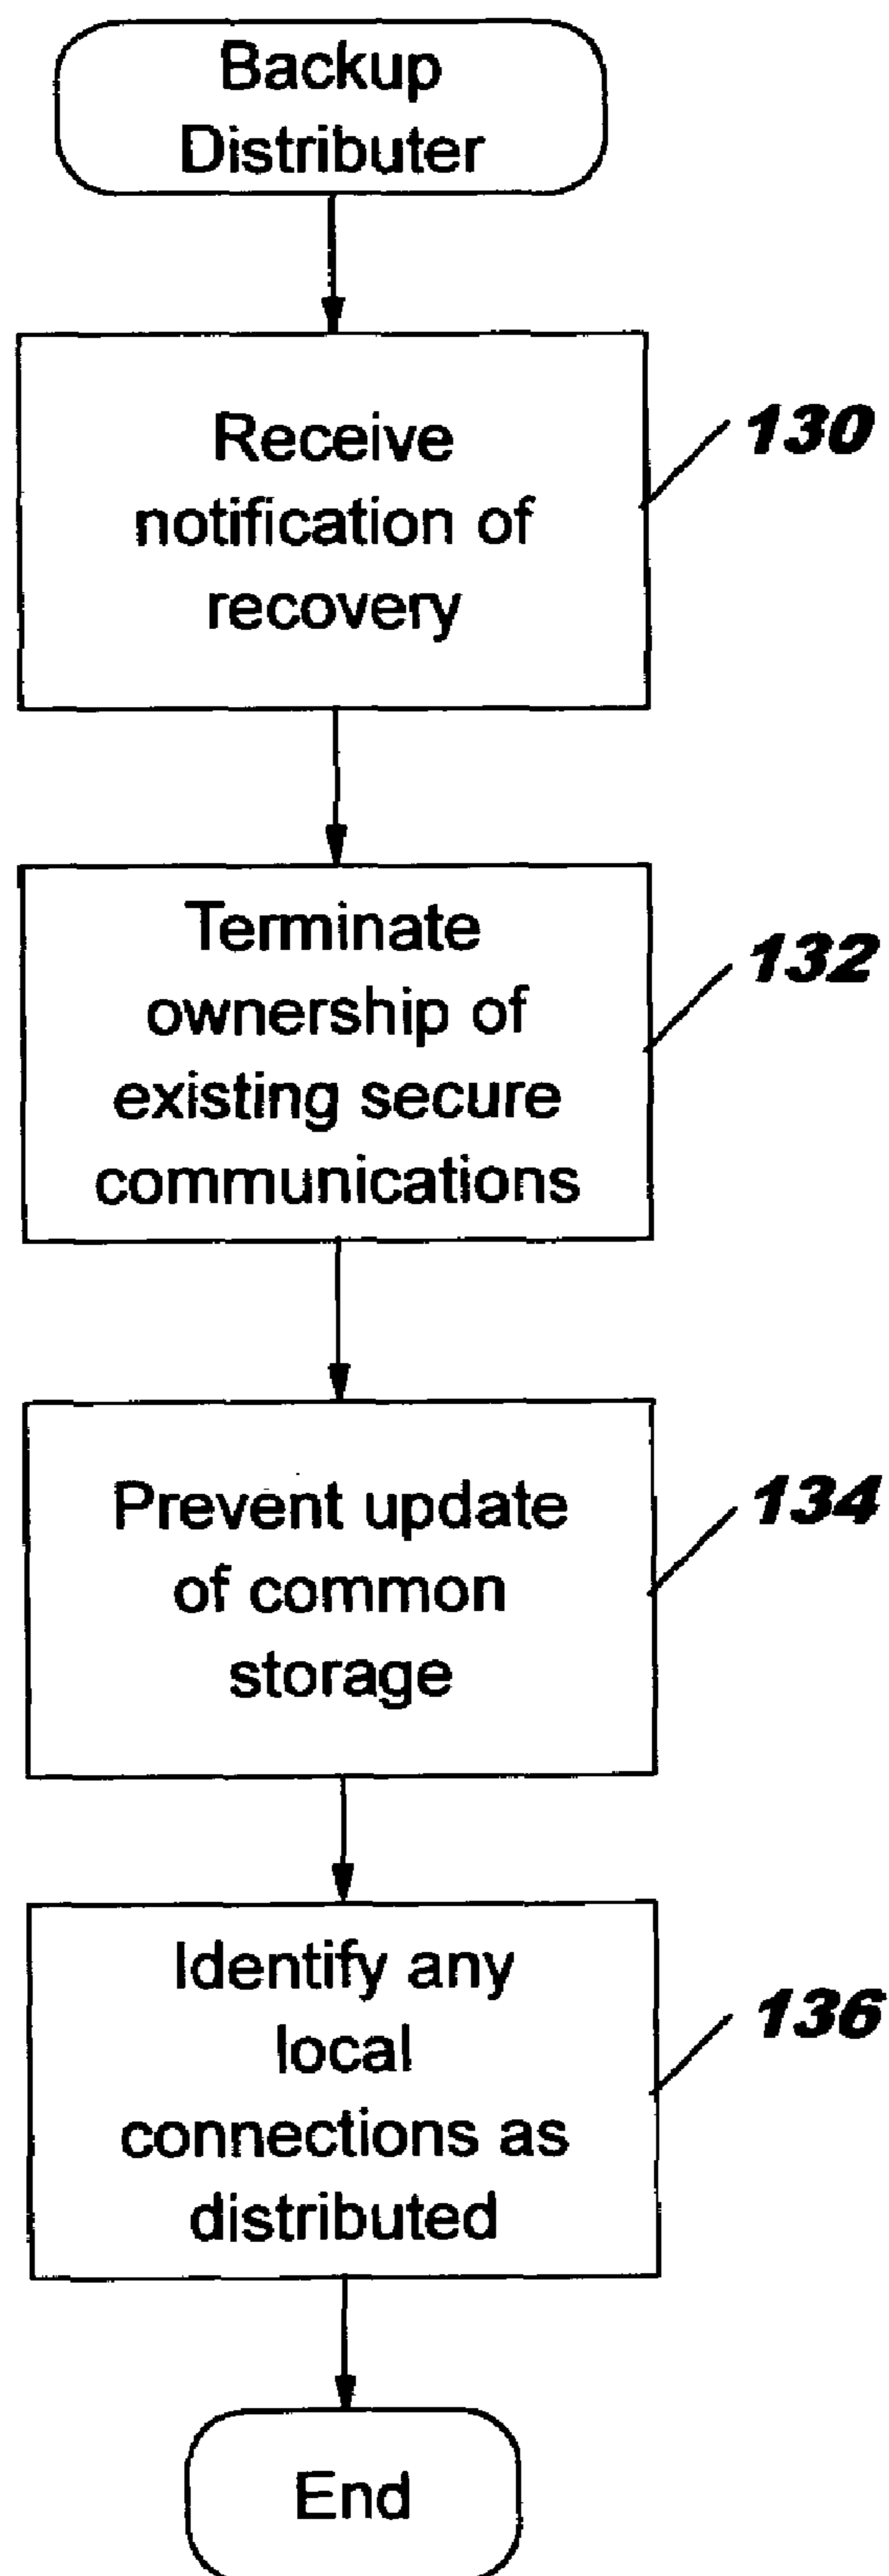 Backup
Distributer
Receive
notification of
recovery
130
Terminate
ownership of
existing secure
communications
132
Prevent update
of common
storage
134
Identify any
local
connections as
distributed
136
End